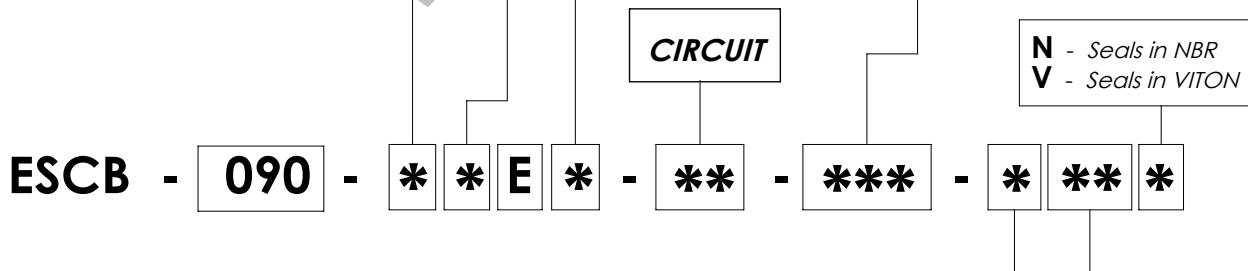 CIRCUIT
N - Seals in NBR
V - Seals in VITON
ESCB - 090 - * * E * - ** - *** - * ** *